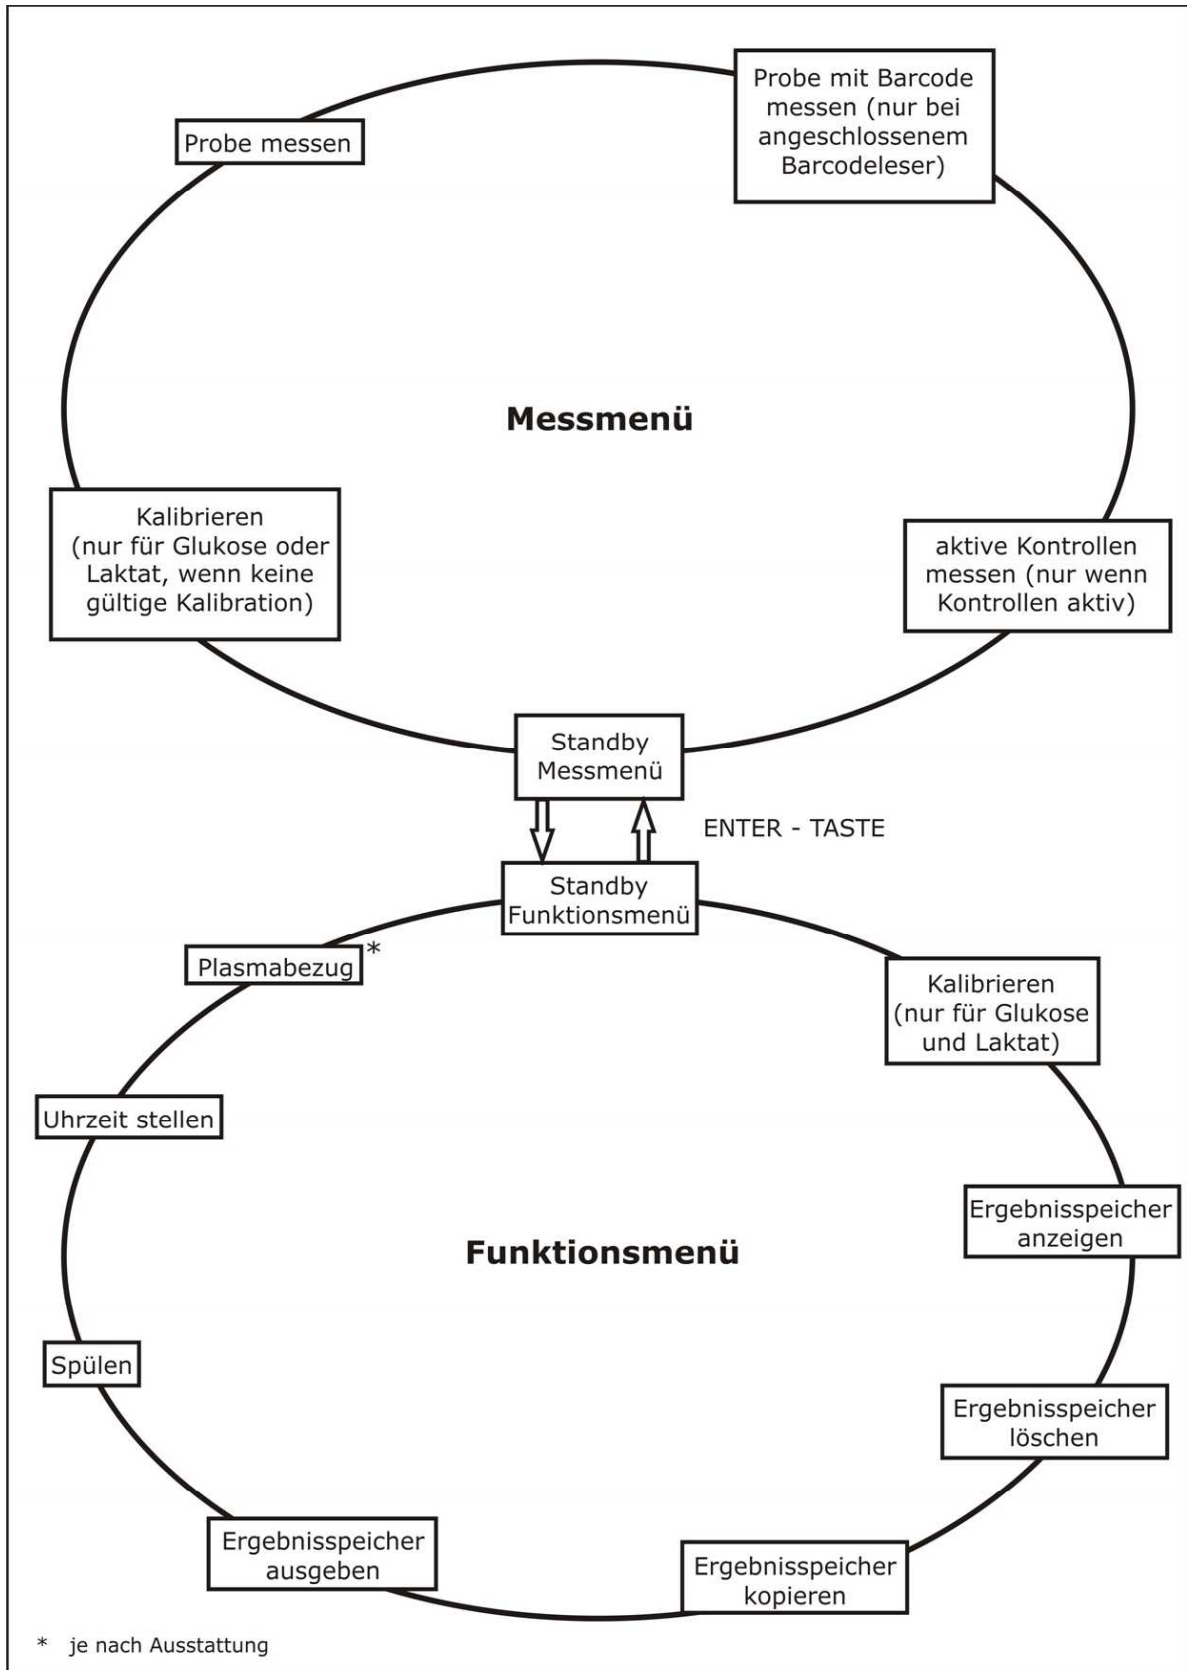 Probe mit Barcode
messen (nur bei
angeschlossenem
Barcodeleser)
Probe messen
Messmenü
Kalibrieren
(nur für Glukose oder
Laktat, wenn keine
gültige Kalibration)
aktive Kontrollen
messen (nur wenn
Kontrollen aktiv)
Standby
Messmenü
ENTER - TASTE
Standby
Funktionsmenü
Plasmabezug *
Kalibrieren
(nur für Glukose
und Laktat)
Uhrzeit stellen
Ergebnisspeicher
anzeigen
Funktionsmenü
Spülen
Ergebnisspeicher
löschen
Ergebnisspeicher
ausgeben
Ergebnisspeicher
kopieren
* je nach Ausstattung